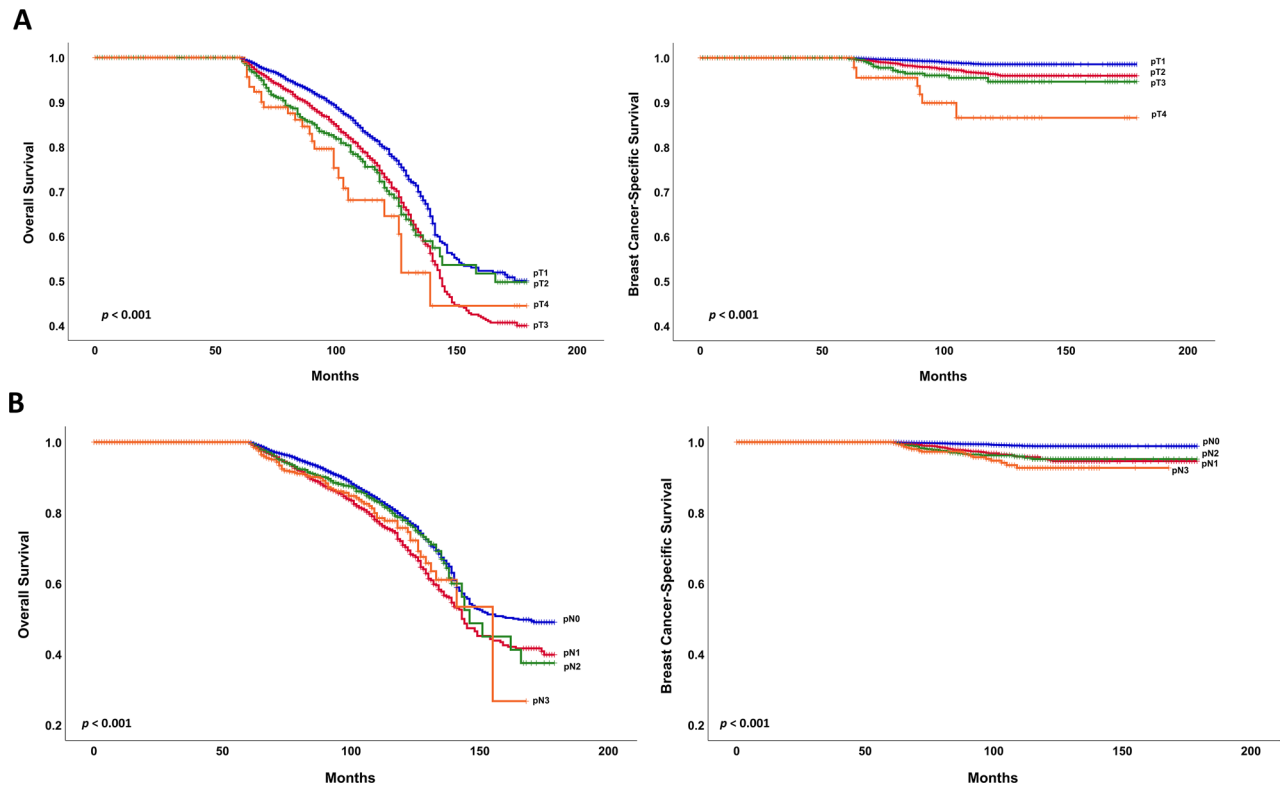 A
Overall Survival
1.0
0.9
0.8
0.7
0.6
0.5
0.4
pT1
pT2
pT4
pT3
p < 0.001
0 50 100 150 200
Months
Breast Cancer-Specific Survival
1.0
0.9
0.8
0.7
0.6
0.5
0.4
pT1
pT2
pT3
pT4
p < 0.001
0 50 100 150 200
Months
B
Overall Survival
1.0
0.8
0.6
0.4
0.2
pN0
pN1
pN2
pN3
p < 0.001
0 50 100 150 200
Months
Breast Cancer-Specific Survival
1.0
0.8
0.6
0.4
0.2
pN0
pN2
pN1
pN3
p < 0.001
0 50 100 150 200
Months